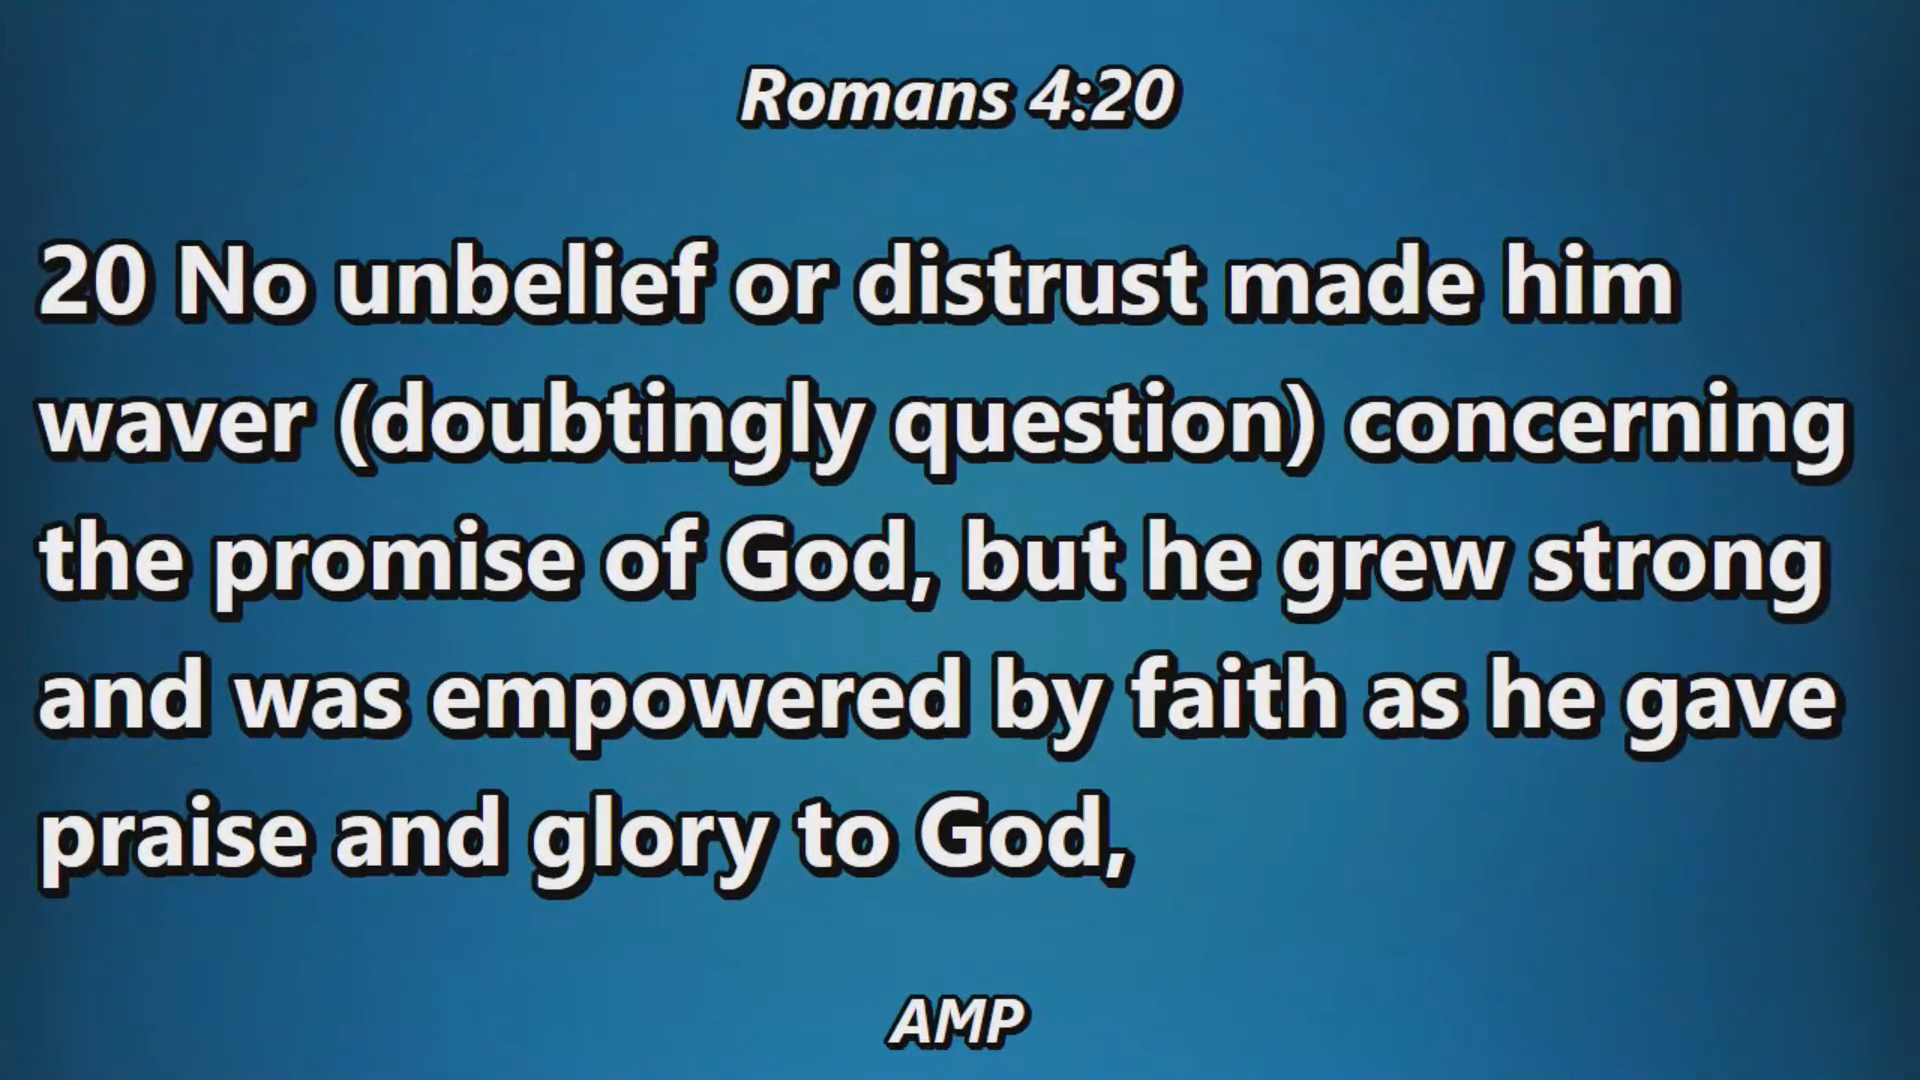 Romans 4:20
20 No unbelief or distrust made him
waver (doubtingly question) concerning
the promise of God, but he grew strong
and was empowered by faith as he gave
praise and glory to God,
AMP